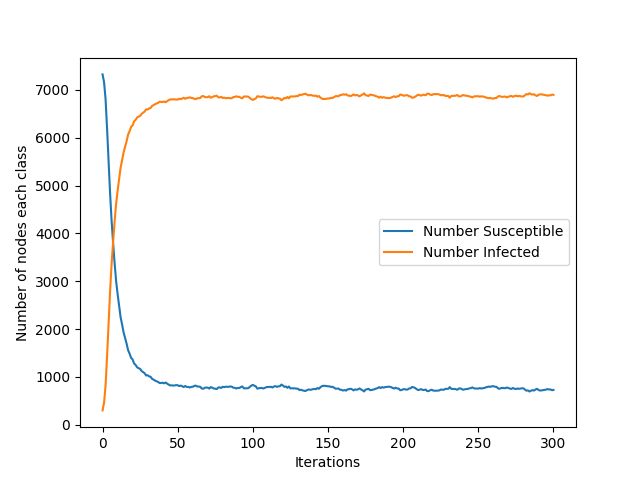 7000
6000
5000
4000
3000
2000
1000
0
Number of nodes each class
Number Susceptible
Number Infected
0 50 100 150 200 250 300
Iterations